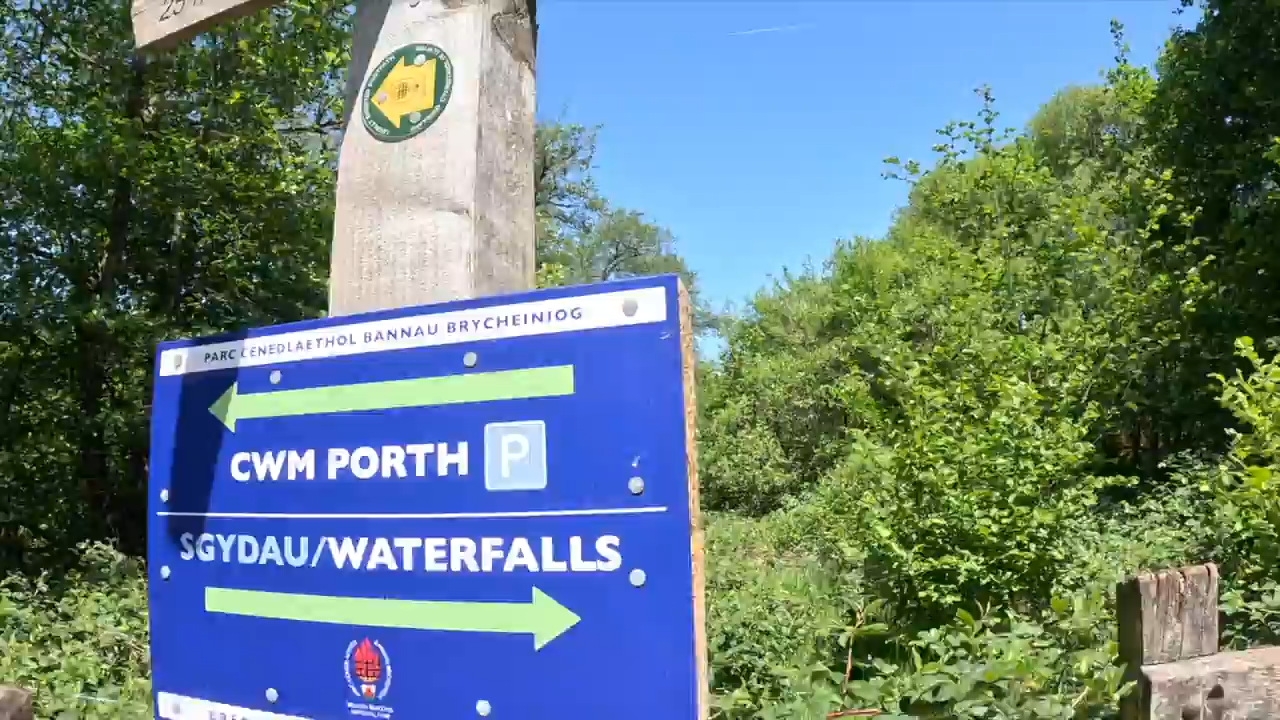 PARC CENEDLAETHOL BANNAU BRYCHEINIOG
CWM PORTH P
SGYDAU/WATERFALLS